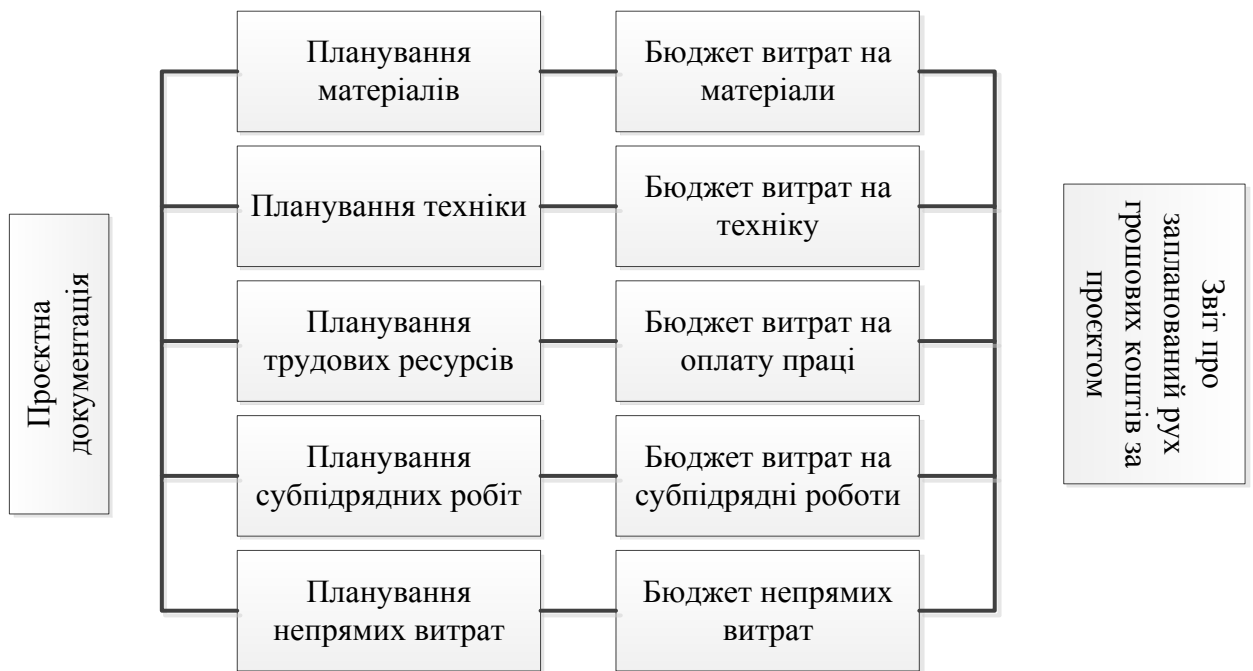 Проєктна
документація
Планування
матеріалів
Бюджет витрат на
матеріали
Планування техніки
Бюджет витрат на
техніку
Планування
трудових ресурсів
Бюджет витрат на
оплату праці
Планування
субпідрядних робіт
Бюджет витрат на
субпідрядні роботи
Планування
непрямих витрат
Бюджет непрямих
витрат
Звіт про
запланований рух
грошових коштів за
проєктом